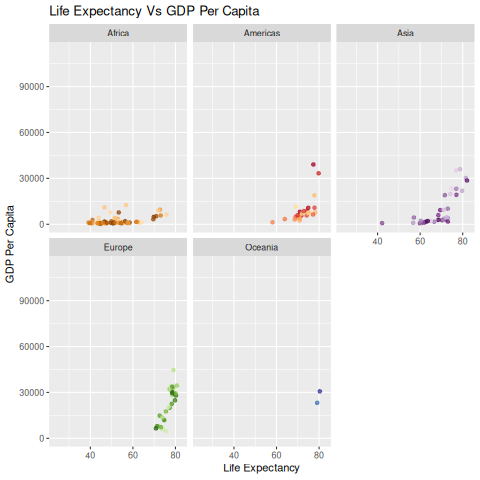 Life Expectancy Vs GDP Per Capita
Africa
Americas
Asia
90000
60000
30000
0
40 60 80
Europe
Oceania
90000
60000
30000
0
40 60 80
40 60 80
GDP Per Capita
Life Expectancy